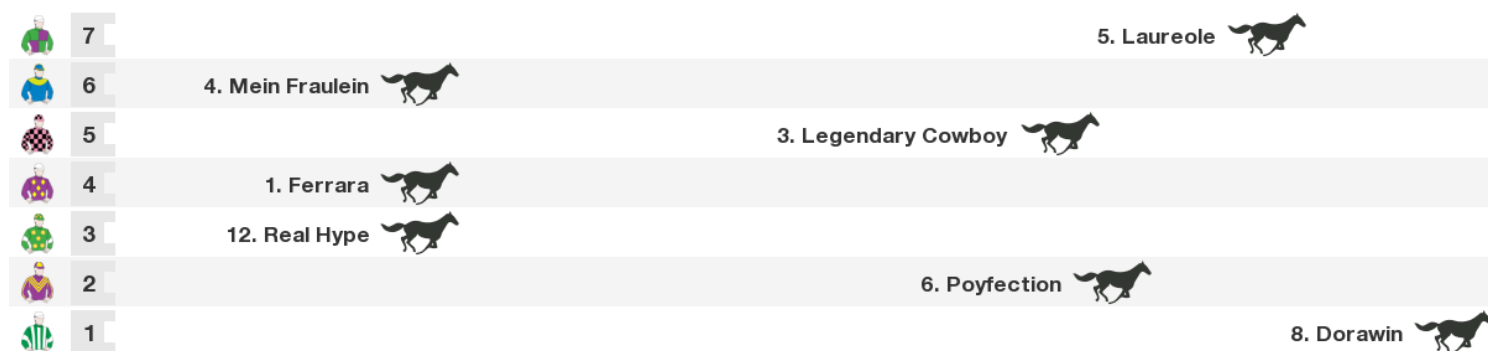 7 5. Laureole
6 4. Mein Fraulein
5 3. Legendary Cowboy
4 1. Ferrara
3 12. Real Hype
2 6. Poyfection
1 8. Dorawin